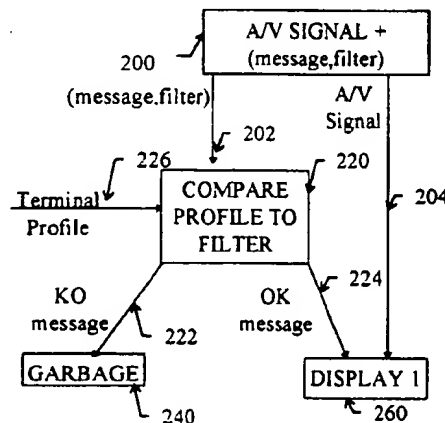 A/V SIGNAL +
(message,filter)
200
(message.filter)
A/V
Signal
202
226
220
204
Terminal
Profile
COMPARE
PROFILE TO
FILTER
224
KO
message
OK
message
222
GARBAGE
DISPLAY 1
240
260